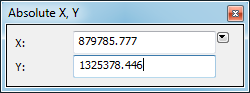 Absolute X, Y
X: 879785.777
Y: 1325378.446